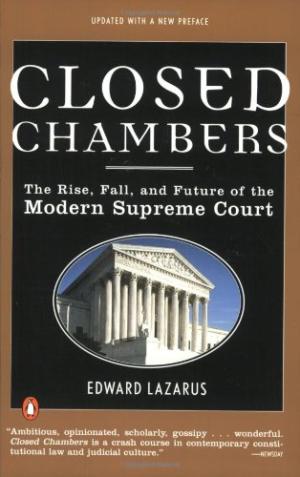 UPDATED WITH A NEW PREFACE
CLOSED
CHAMBERS
The Rise, Fall, and Future of the
Modern Supreme Court
EDWARD LAZARUS
"Ambitious, opinionated, scholarly, gossipy . . . wonderful.
Closed Chambers is a crash course in contemporary consti-
tutional law and judicial culture." —NEWSDAY